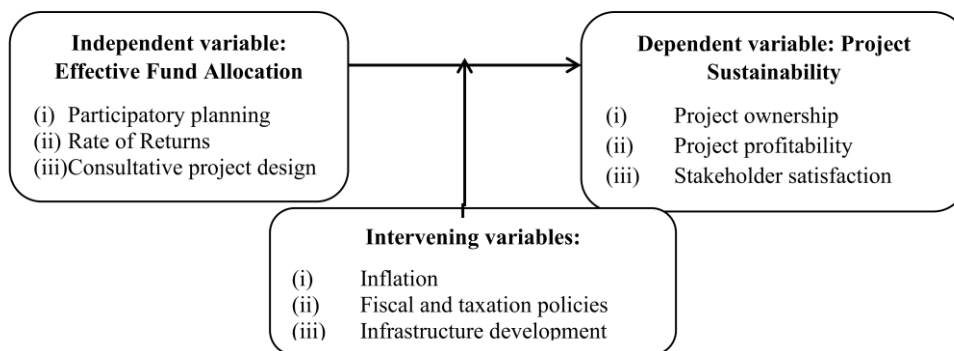 Independent variable:
Effective Fund Allocation
(i) Participatory planning
(ii) Rate of Returns
(iii)Consultative project design
Dependent variable: Project
Sustainability
(i) Project ownership
(ii) Project profitability
(iii) Stakeholder satisfaction
Intervening variables:
(i) Inflation
(ii) Fiscal and taxation policies
(iii) Infrastructure development